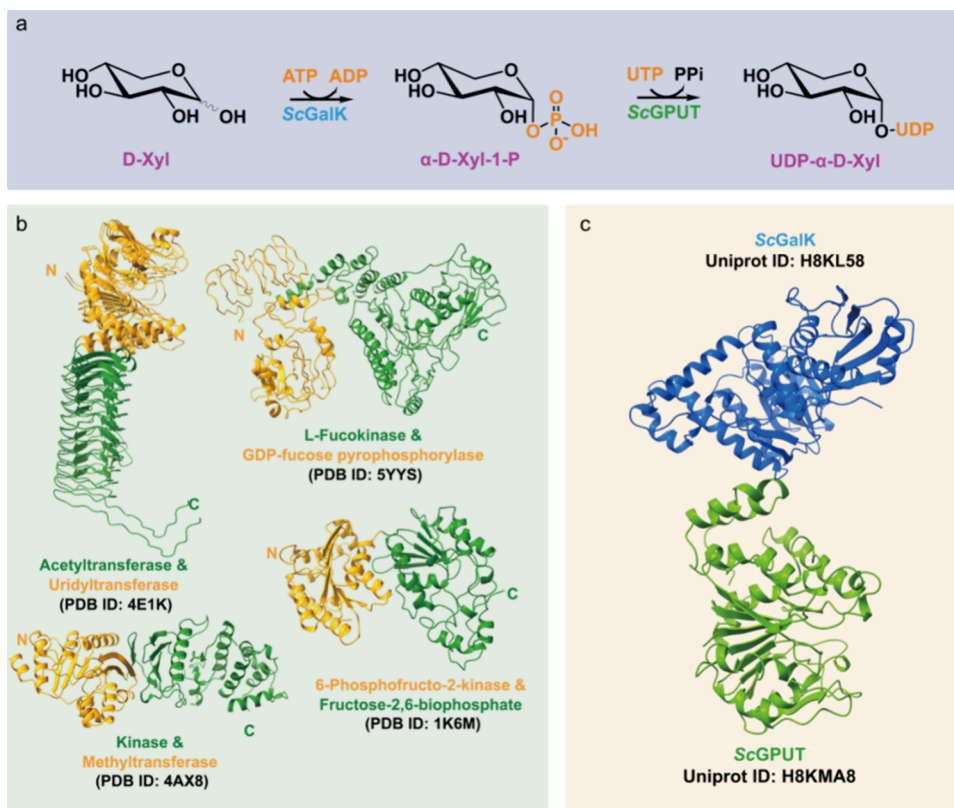 a
HO
HO
O
OH
OH
D-Xyl
ATP ADP
ScGalK
HO
HO
O
OH
O
O
P
OH
O-
α-D-Xyl-1-P
UTP PPi
ScGPUT
HO
HO
O
OH
O-UDP
UDP-α-D-Xyl
b
N
C
Acetyltransferase &
Uridyltransferase
(PDB ID: 4E1K)
N
C
L-Fucokinase &
GDP-fucose pyrophosphorylase
(PDB ID: 5YYS)
N
C
Kinase &
Methyltransferase
(PDB ID: 4AX8)
N
C
6-Phosphofructo-2-kinase &
Fructose-2,6-biophosphate
(PDB ID: 1K6M)
c
ScGalK
Uniprot ID: H8KL58
ScGPUT
Uniprot ID: H8KMA8